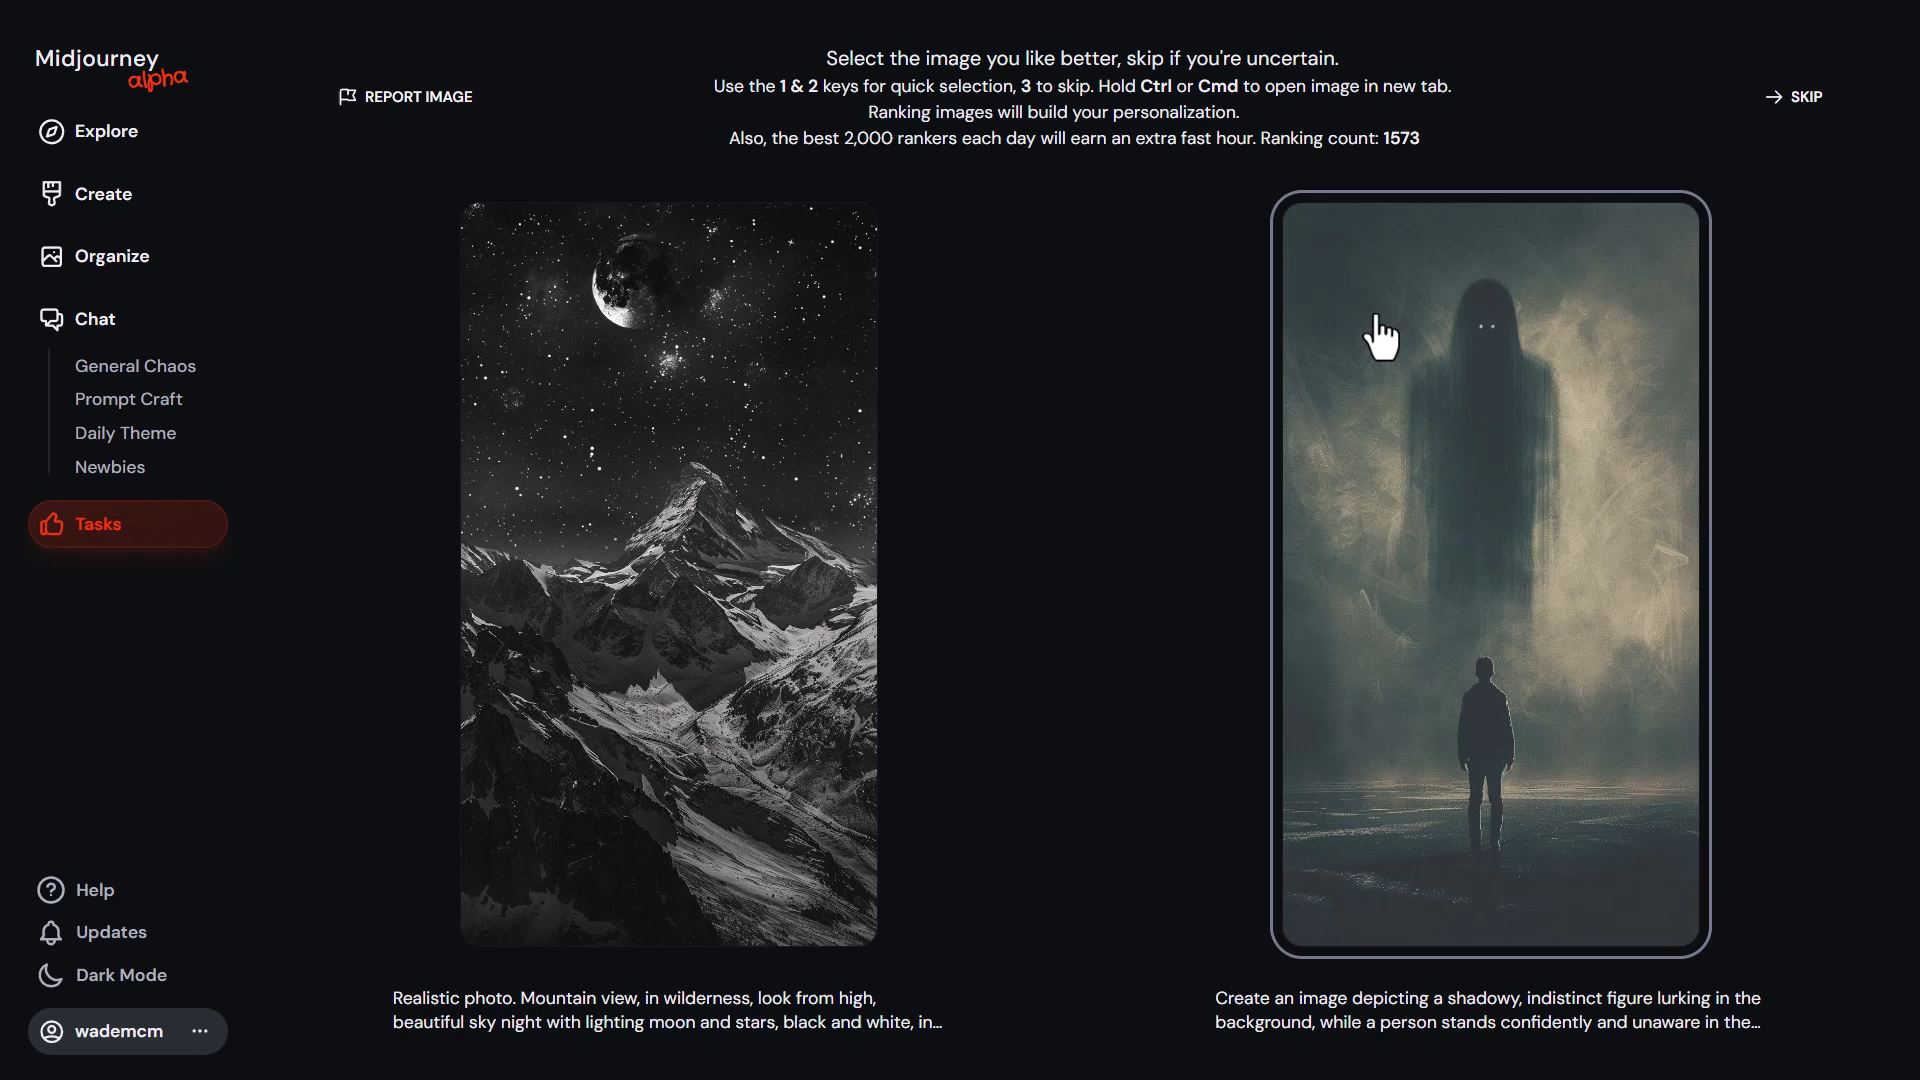 Midjourney
alpha
Explore
Create
Organize
Chat
General Chaos
Prompt Craft
Daily Theme
Newbies
Tasks
Help
Updates
Dark Mode
wademcm ...
REPORT IMAGE
Select the image you like better, skip if you're uncertain.
Use the 1 & 2 keys for quick selection, 3 to skip. Hold Ctrl or Cmd to open image in new tab.
Ranking images will build your personalization.
Also, the best 2,000 rankers each day will earn an extra fast hour. Ranking count: 1573
SKIP
Realistic photo. Mountain view, in wilderness, look from high,
beautiful sky night with lighting moon and stars, black and white, in...
Create an image depicting a shadowy, indistinct figure lurking in the
background, while a person stands confidently and unaware in the...